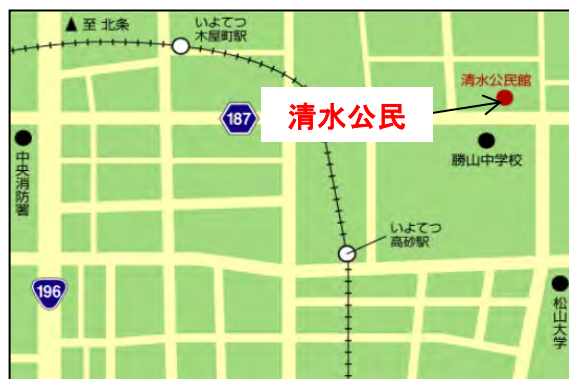 ▲至 北条
いよてつ
木屋町駅
清水公民館
187
清水公民
勝山中学校
中央消防署
いよてつ
高砂駅
196
松山大学